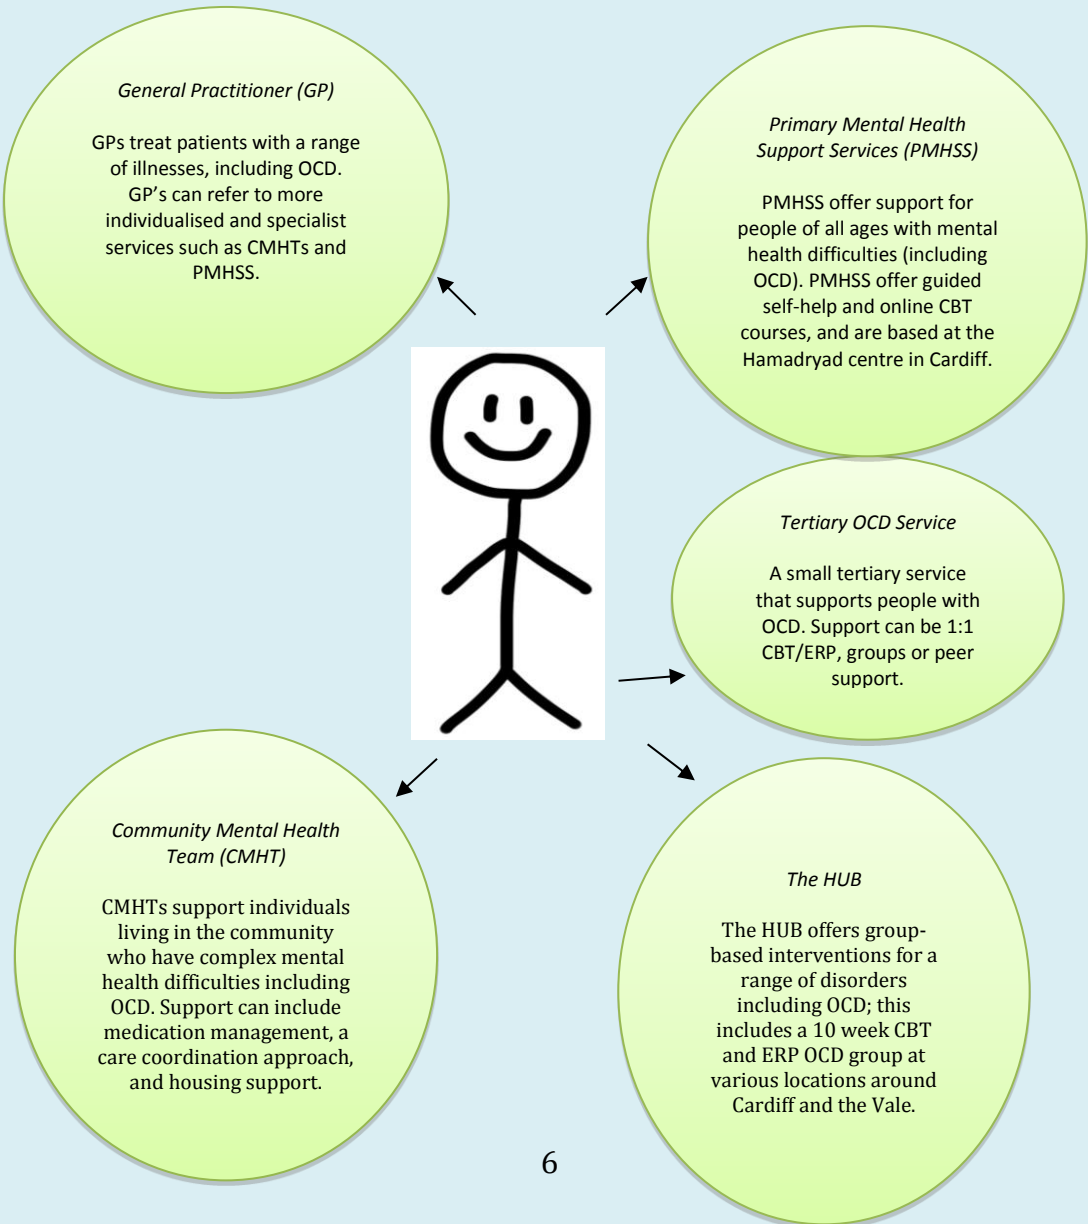 General Practitioner (GP)
GPs treat patients with a range
of illnesses, including OCD.
GP’s can refer to more
individualised and specialist
services such as CMHTs and
PMHSS.
Primary Mental Health
Support Services (PMHSS)
PMHSS offer support for
people of all ages with mental
health difficulties (including
OCD). PMHSS offer guided
self-help and online CBT
courses, and are based at the
Hamadryad centre in Cardiff.
Tertiary OCD Service
A small tertiary service
that supports people with
OCD. Support can be 1:1
CBT/ERP, groups or peer
support.
Community Mental Health
Team (CMHT)
CMHTs support individuals
living in the community
who have complex mental
health difficulties including
OCD. Support can include
medication management, a
care coordination approach,
and housing support.
The HUB
The HUB offers group-
based interventions for a
range of disorders
including OCD; this
includes a 10 week CBT
and ERP OCD group at
various locations around
Cardiff and the Vale.
6